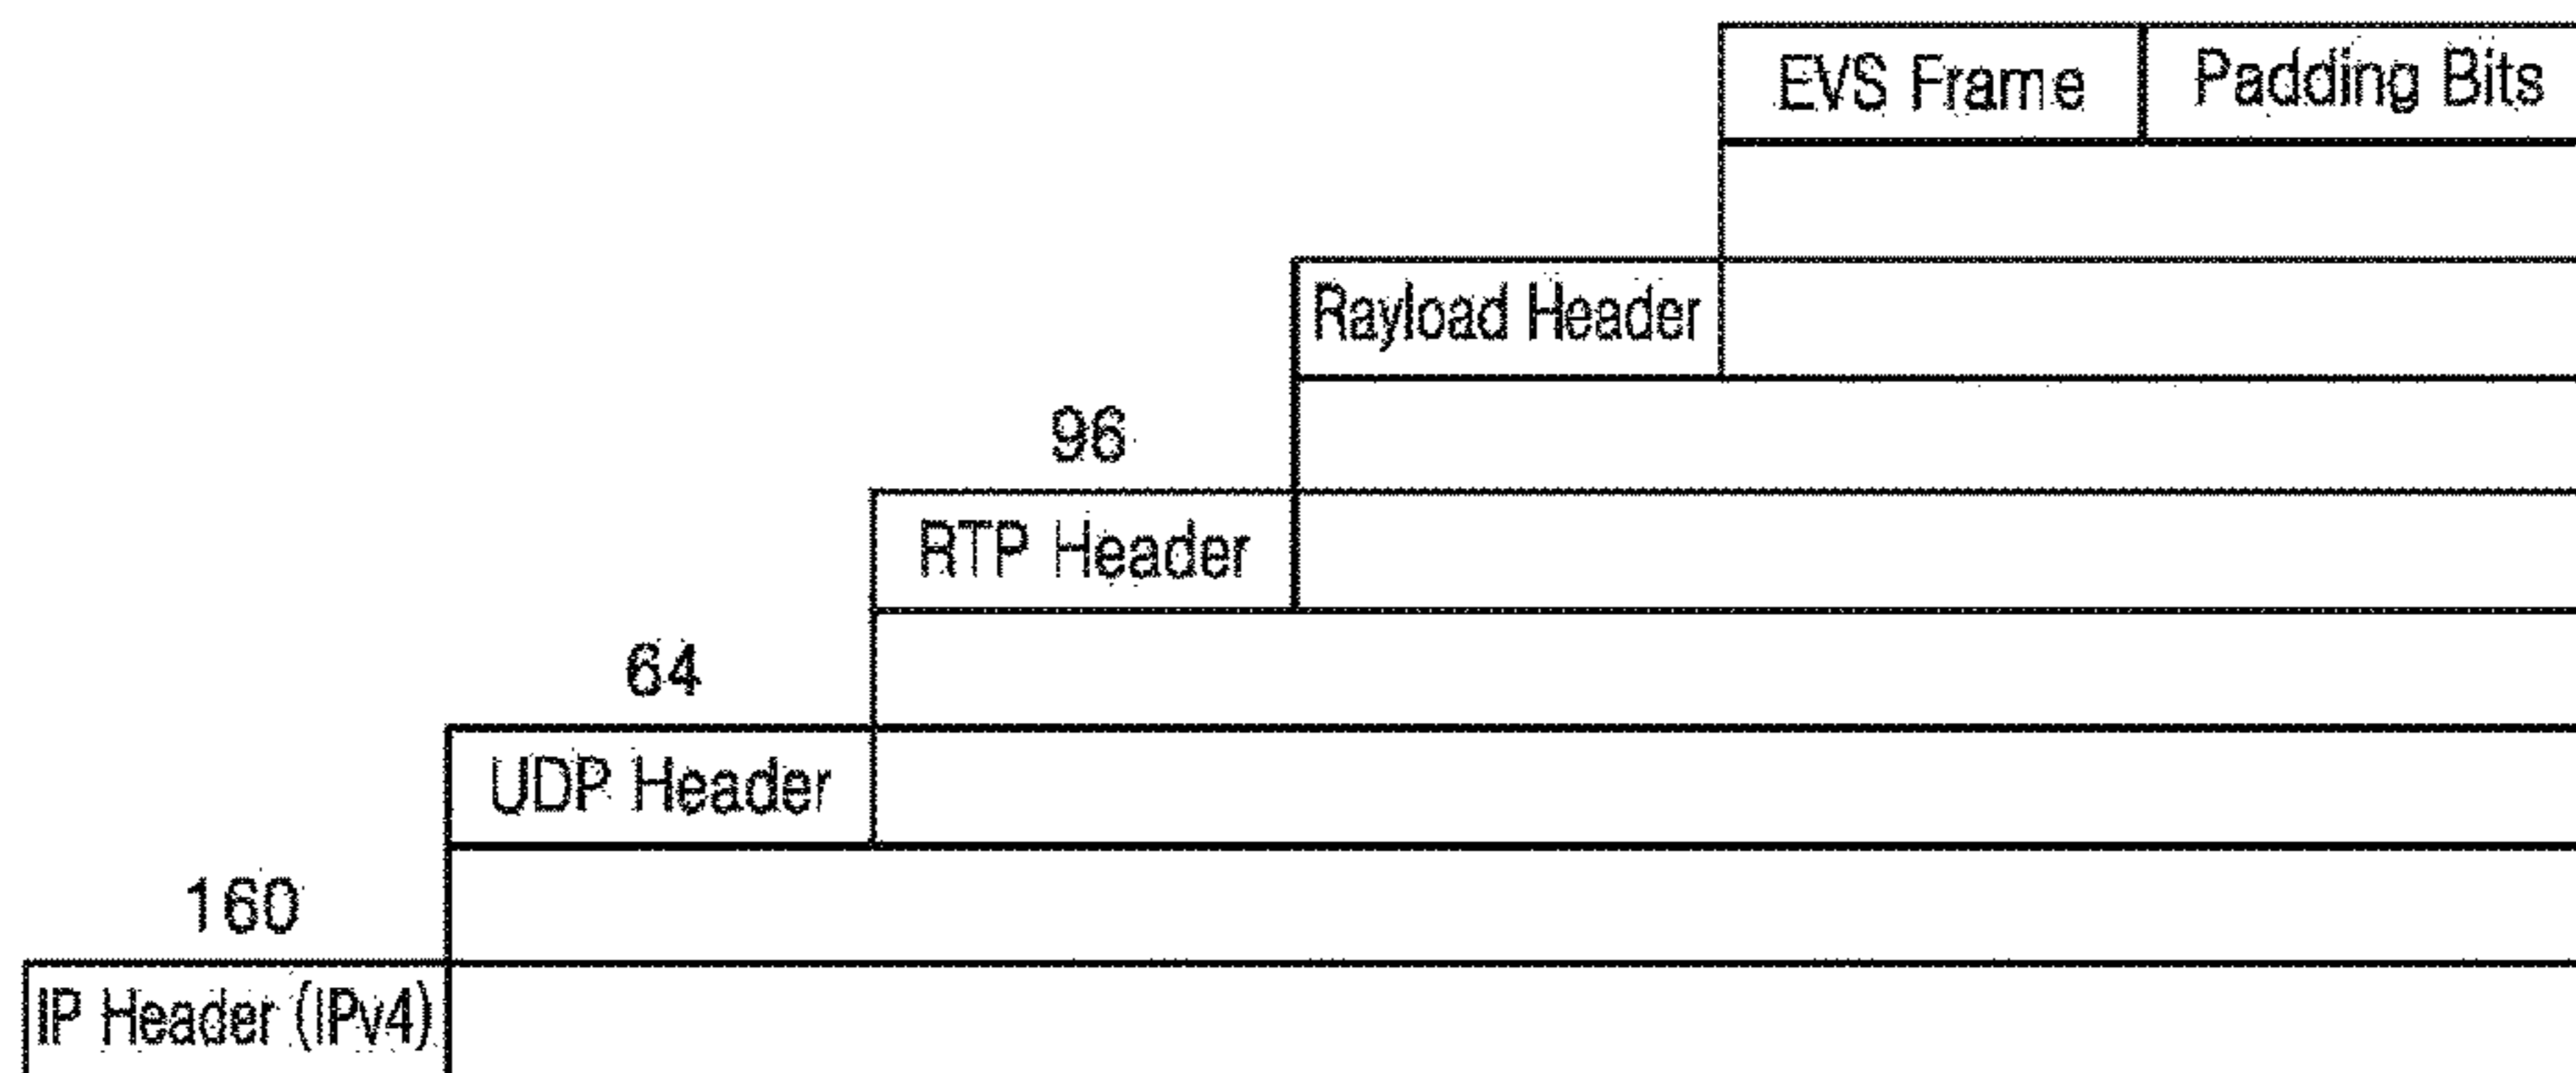 EVS Frame Padding Bits
Rayload Header
96
RTP Header
64
UDP Header
160
IP Header (IPv4)